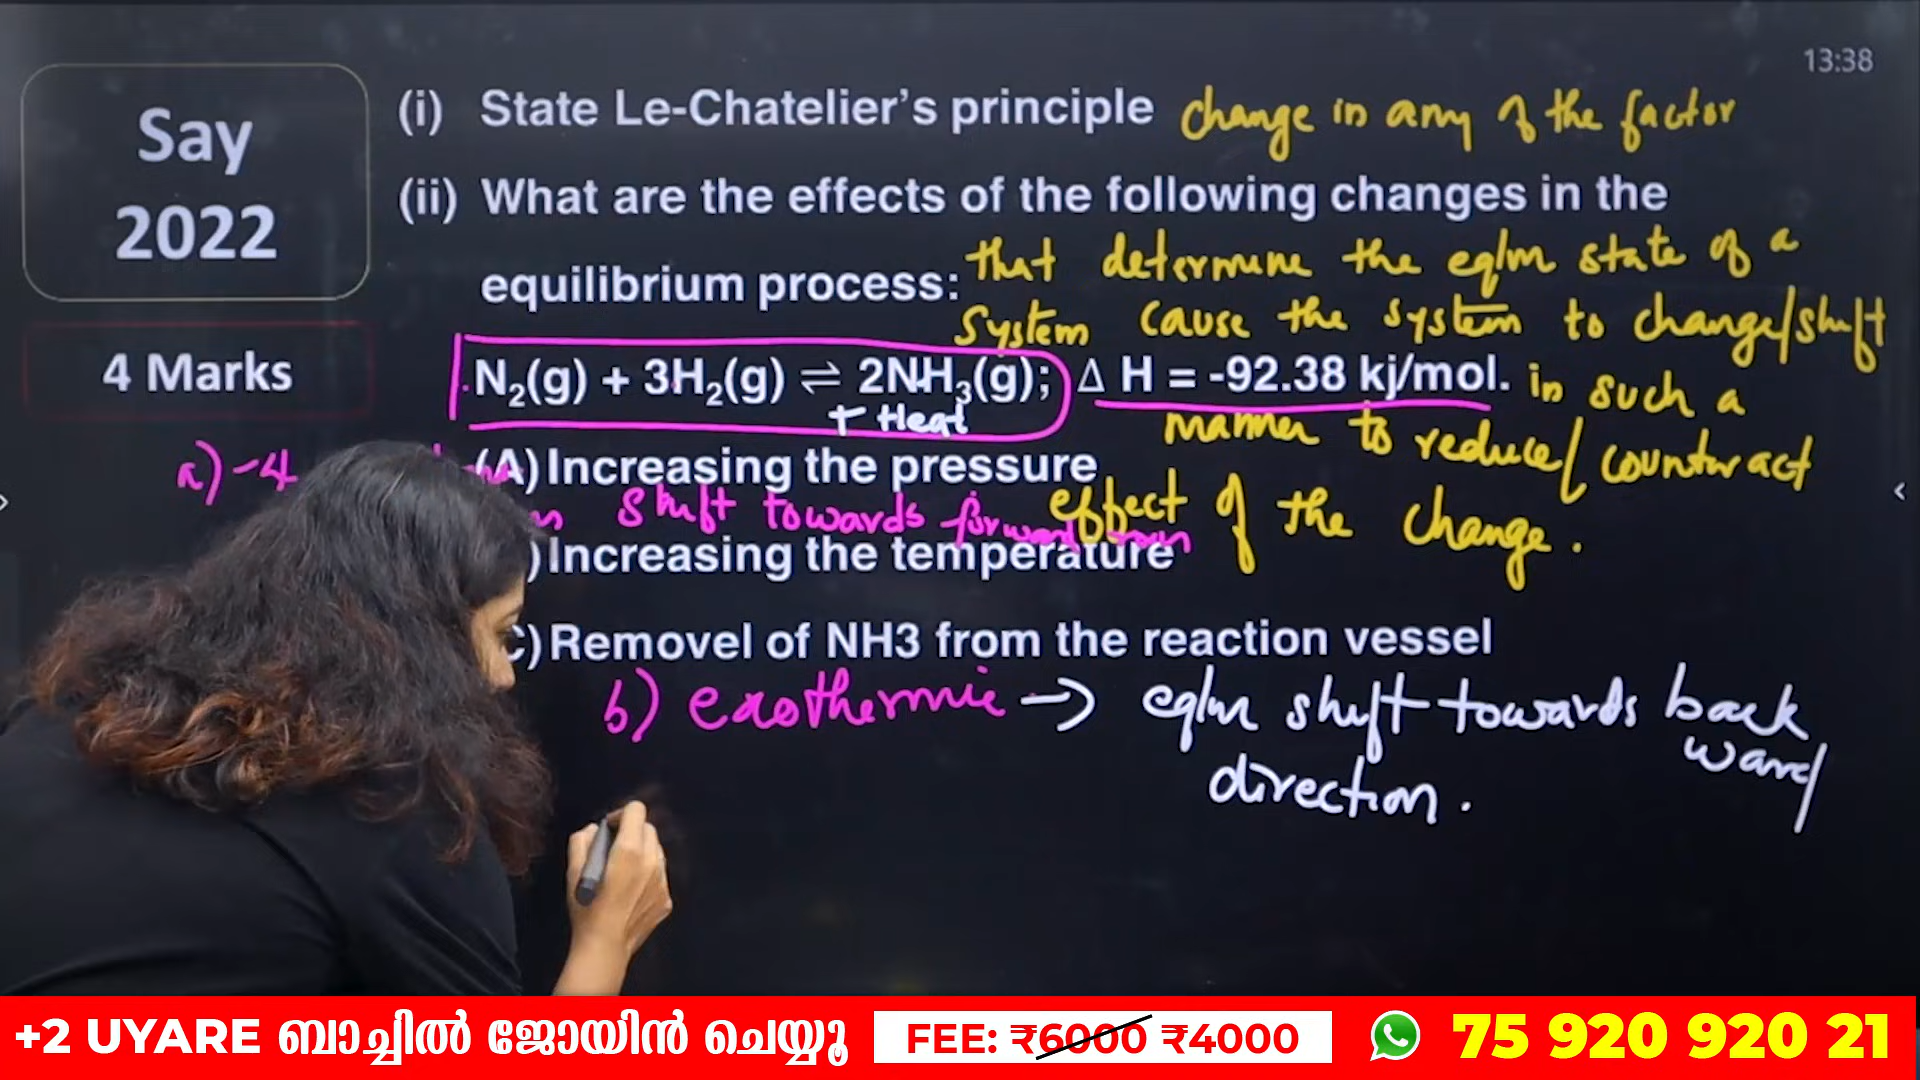 13:38
Say
2022
4 Marks
(i) State Le-Chatelier’s principle change in any of the factor
(ii) What are the effects of the following changes in the
equilibrium process: that determine the eqlm state of a
system cause the system to change/shift
N₂(g) + 3H₂(g) ⇌ 2NH₃(g); Δ H = -92.38 kj/mol. in such a
+ Heat
manner to reduce/counteract
a) -4
(A) Increasing the pressure
effect of the change.
shift towards forward
)Increasing the temperature
C)Removel of NH3 from the reaction vessel
b) exothermic → eqlm shift towards backward
direction.
+2 UYARE ബാച്ചിൽ ജോയിൻ ചെയ്യൂ
FEE: ₹6000 ₹4000
75 920 920 21